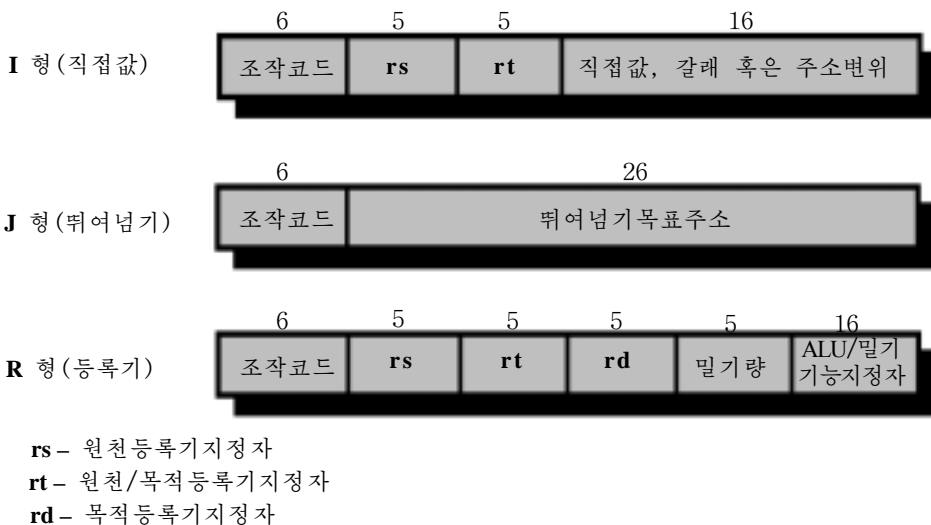 6 5 5 16
I 형(직접값) 조작코드 rs rt 직접값, 갈래 혹은 주소변위
6 26
J 형(뛰여넘기) 조작코드 뛰여넘기목표주소
6 5 5 5 5 16
R 형(등록기) 조작코드 rs rt rd 밀기량 ALU/밀기 기능지정자
rs – 원천등록기지정자
rt – 원천/목적등록기지정자
rd – 목적등록기지정자